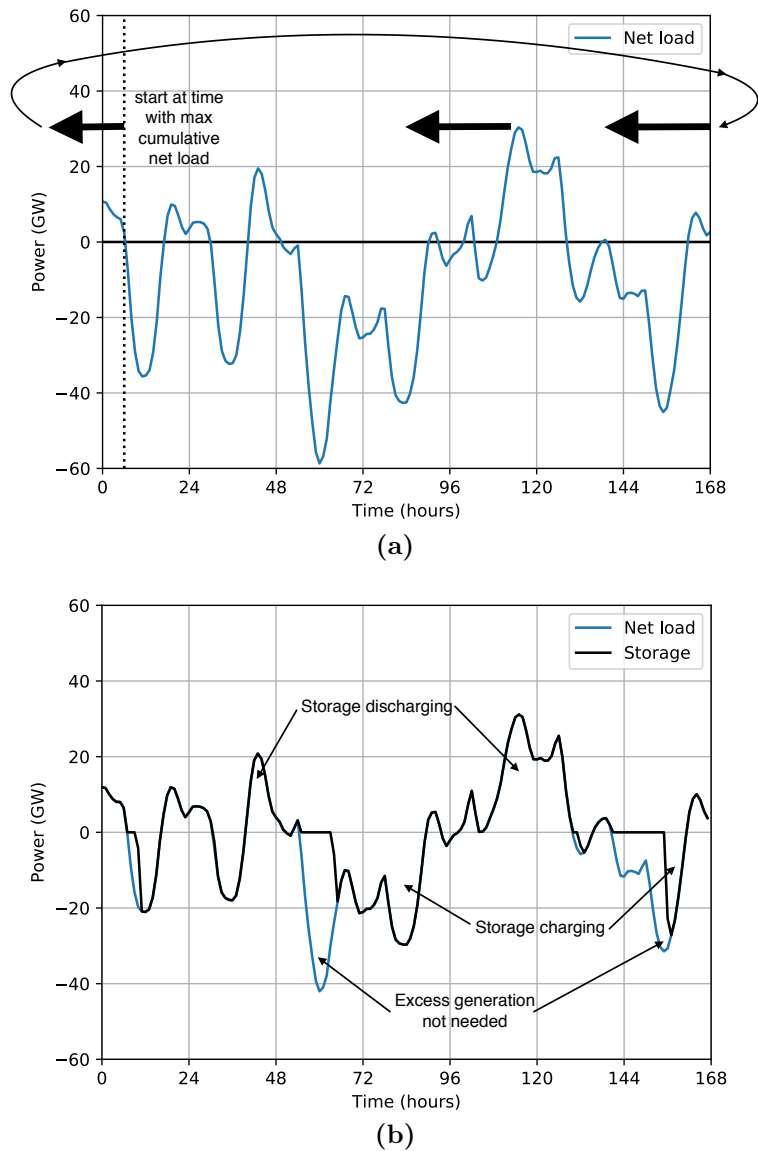 60
40
20
0
−20
−40
−60
Power (GW)
Net load
start at time
with max
cumulative
net load
0
24
48
72
96
120
144
168
Time (hours)
(a)
60
40
20
0
−20
−40
−60
Power (GW)
Net load
Storage
Storage discharging
Storage charging
Excess generation
not needed
0
24
48
72
96
120
144
168
Time (hours)
(b)